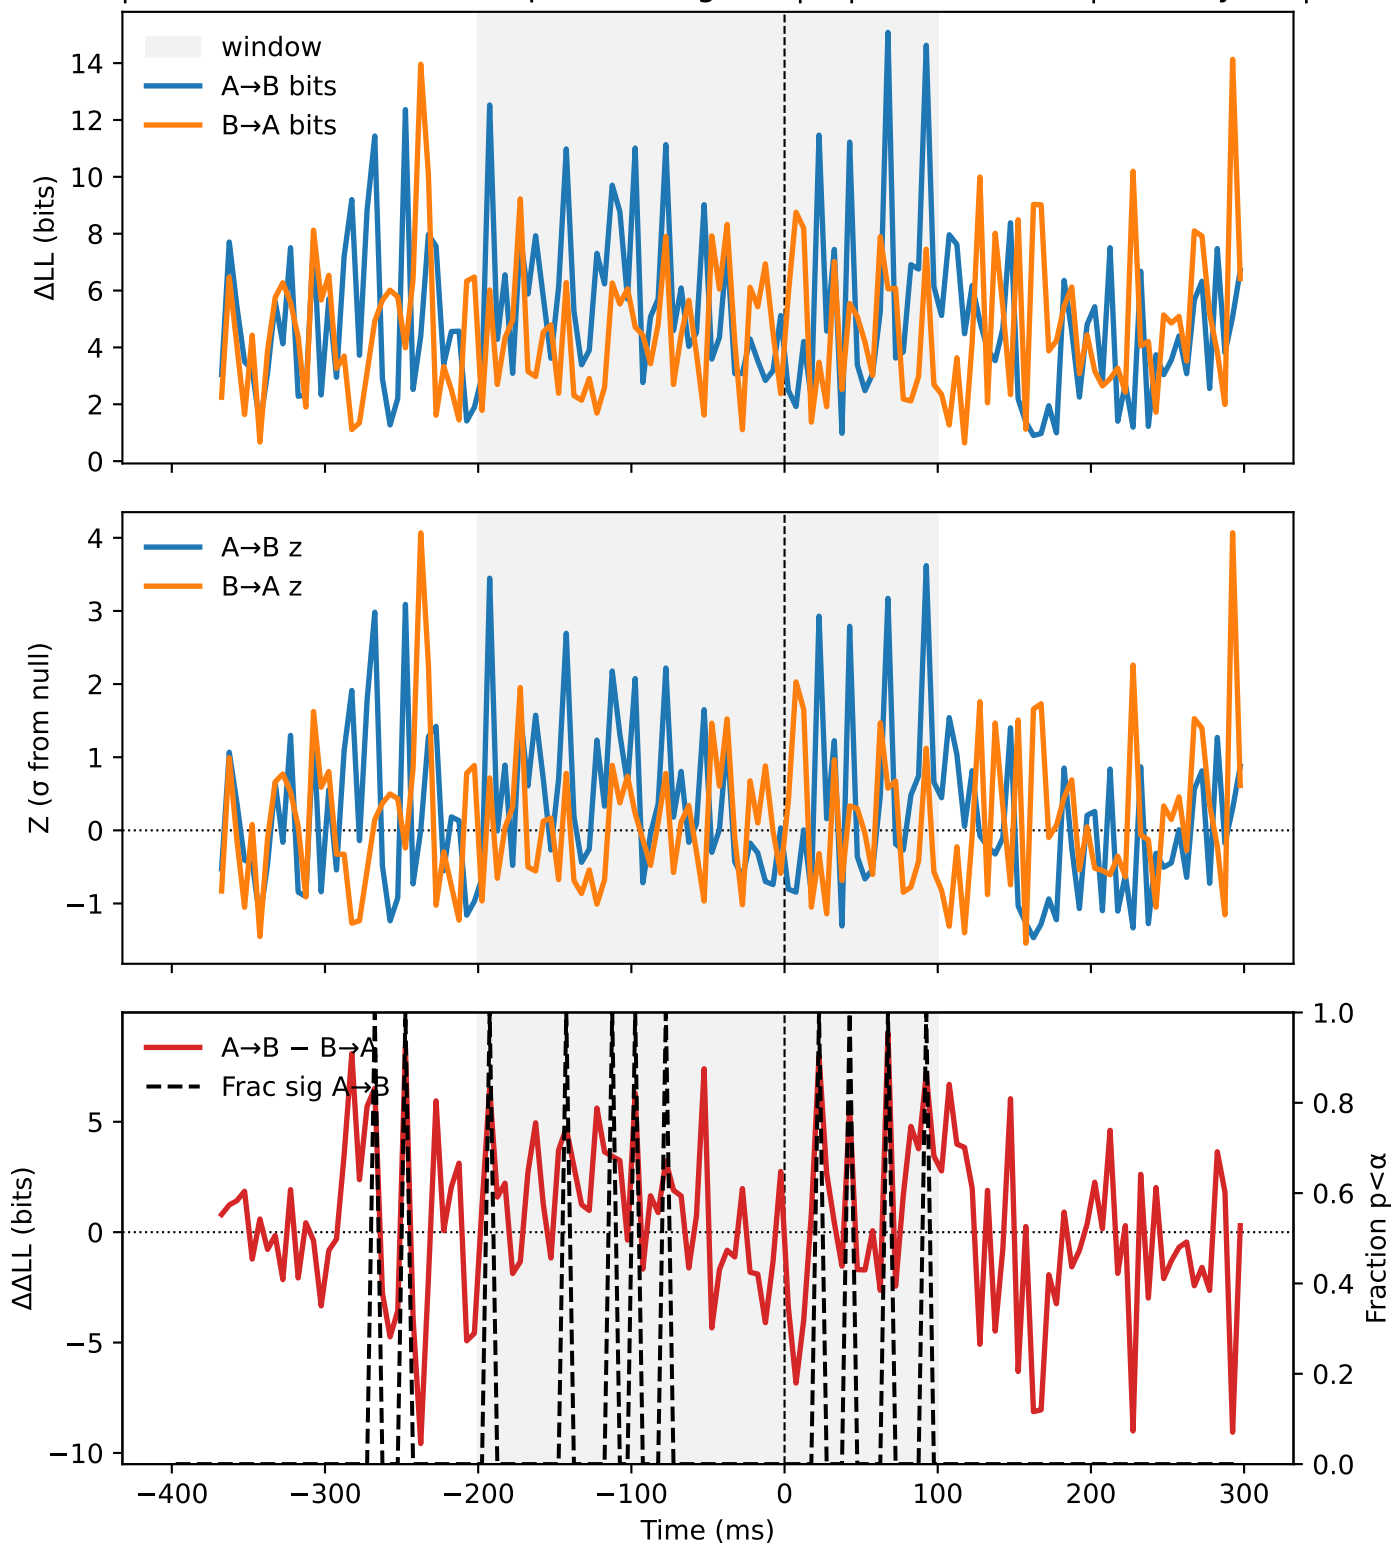 window
A→B bits
B→A bits
ΔLL (bits)
14
12
10
8
6
4
2
0
A→B z
B→A z
Z (σ from null)
4
3
2
1
0
−1
A→B − B→A
Frac sig A→B
ΔΔLL (bits)
5
0
−5
−10
1.0
0.8
0.6
0.4
0.2
0.0
Fraction p<α
−400 −300 −200 −100 0 100 200 300
Time (ms)